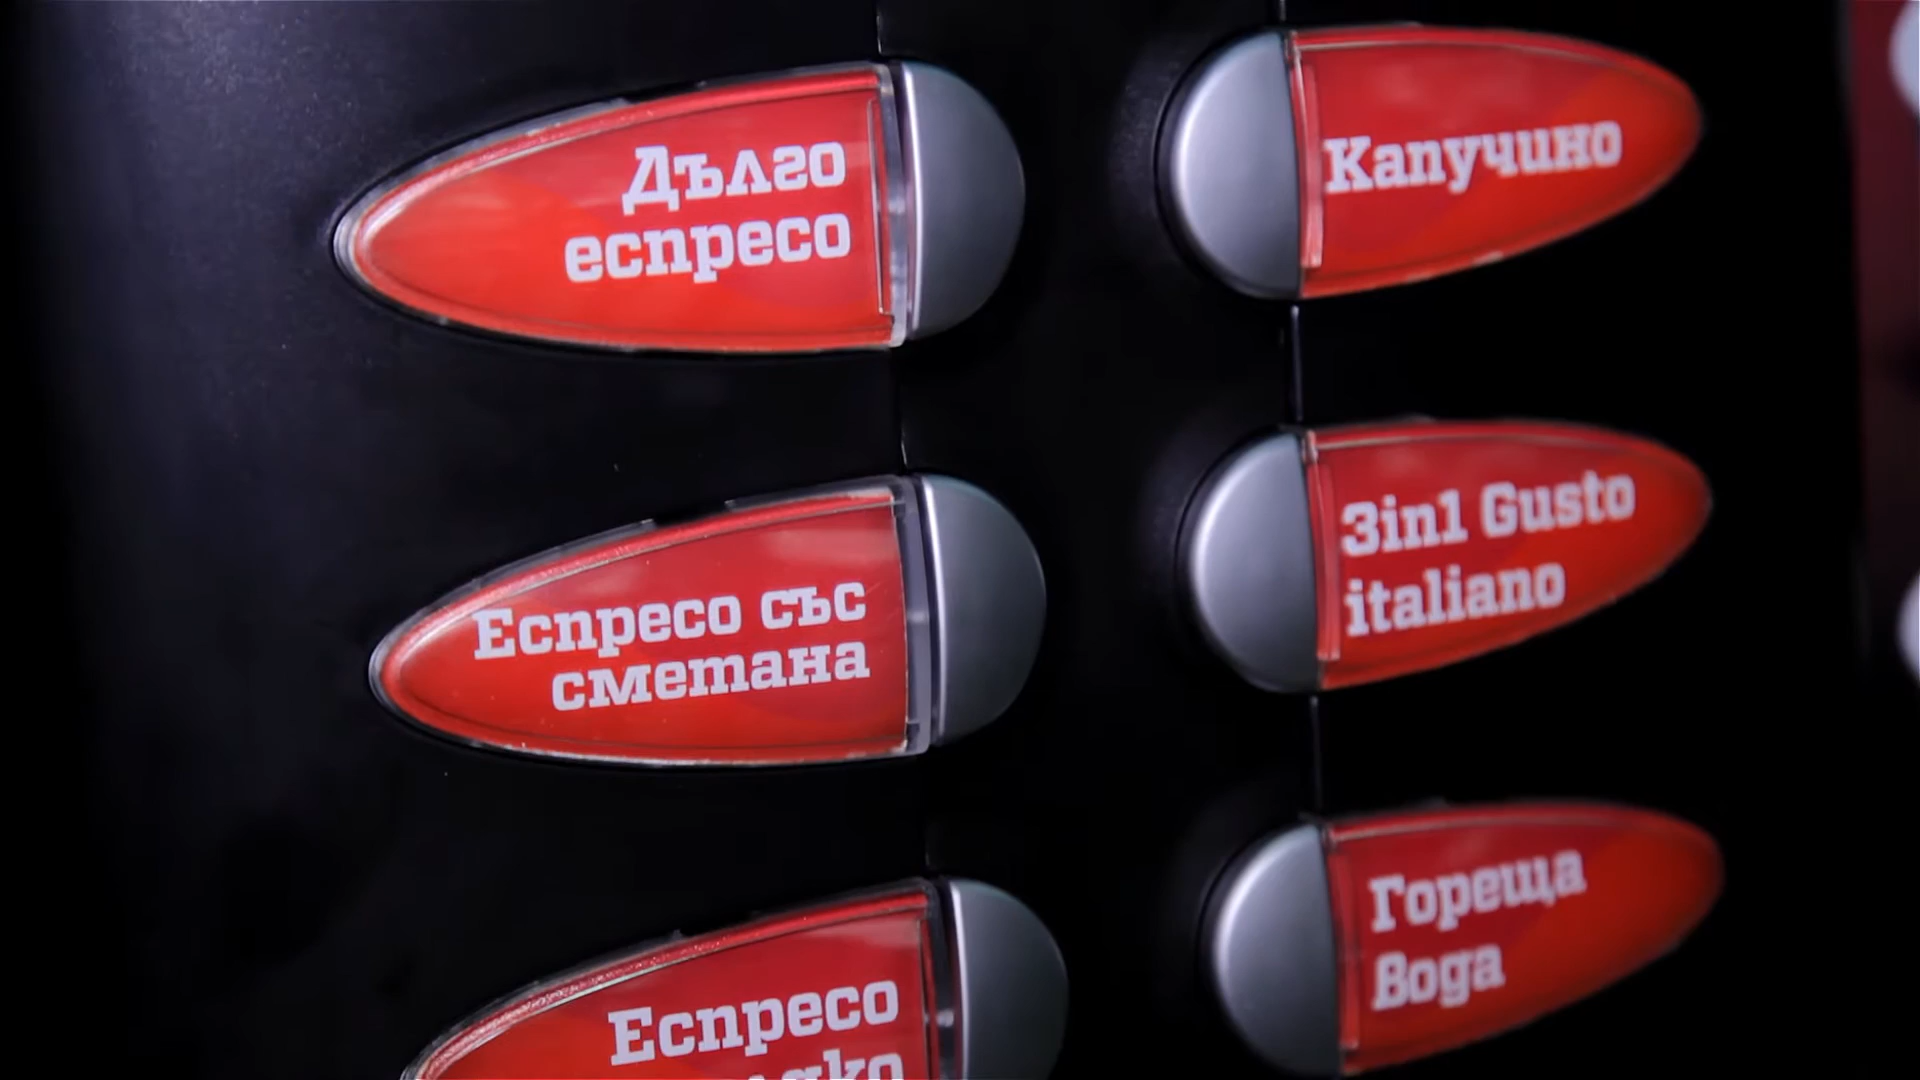 Дълго
еспресо
Еспресо със
сметана
Еспресо
Капучино
3in1 Gusto
italiano
Гореща
вода